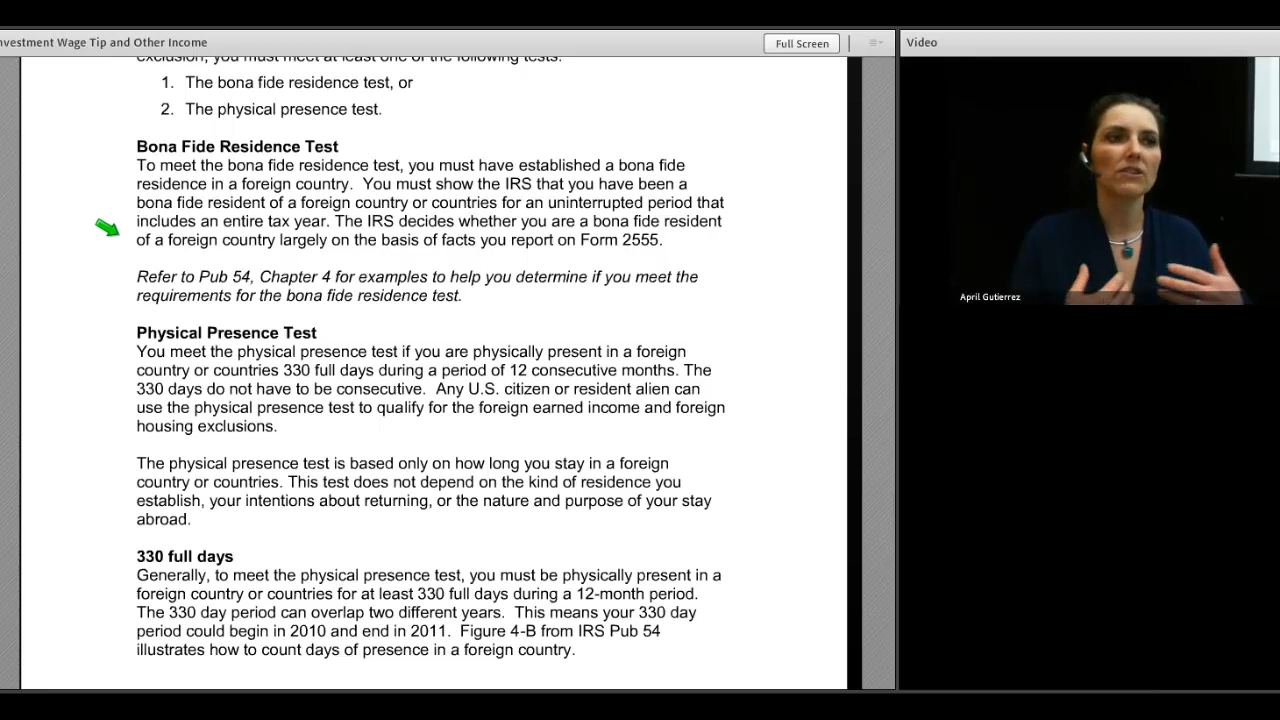 nvestment Wage Tip and Other Income
Full Screen
Video
exclusion, you must meet at least one of the following tests:
1. The bona fide residence test, or
2. The physical presence test.
Bona Fide Residence Test
To meet the bona fide residence test, you must have established a bona fide
residence in a foreign country. You must show the IRS that you have been a
bona fide resident of a foreign country or countries for an uninterrupted period that
includes an entire tax year. The IRS decides whether you are a bona fide resident
of a foreign country largely on the basis of facts you report on Form 2555.
Refer to Pub 54, Chapter 4 for examples to help you determine if you meet the
requirements for the bona fide residence test.
Physical Presence Test
You meet the physical presence test if you are physically present in a foreign
country or countries 330 full days during a period of 12 consecutive months. The
330 days do not have to be consecutive. Any U.S. citizen or resident alien can
use the physical presence test to qualify for the foreign earned income and foreign
housing exclusions.
The physical presence test is based only on how long you stay in a foreign
country or countries. This test does not depend on the kind of residence you
establish, your intentions about returning, or the nature and purpose of your stay
abroad.
330 full days
Generally, to meet the physical presence test, you must be physically present in a
foreign country or countries for at least 330 full days during a 12-month period.
The 330 day period can overlap two different years. This means your 330 day
period could begin in 2010 and end in 2011. Figure 4-B from IRS Pub 54
illustrates how to count days of presence in a foreign country.
April Gutierrez